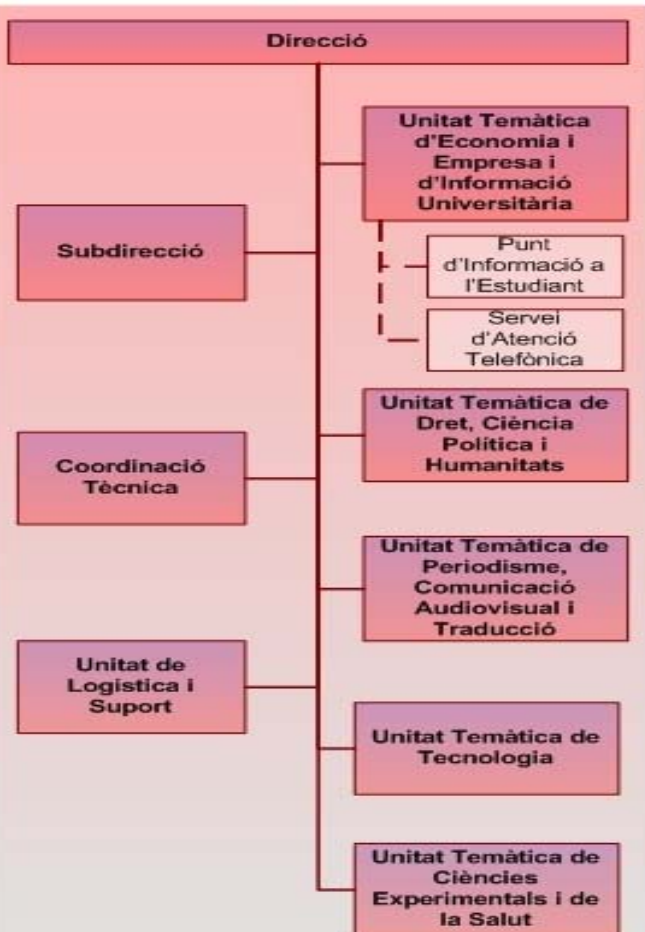 Direcció
Unitat Temàtica
d'Economia i
Empresa i
d'Informació
Universitària
Subdirecció
Punt
d'Informació a
l'Estudiant
Servei
d'Atenció
Telefònica
Unitat Temàtica de
Dret, Ciència
Política i
Humanitats
Coordinació
Tècnica
Unitat Temàtica de
Periodisme,
Comunicació
Audiovisual i
Traducció
Unitat de
Logística i
Suport
Unitat Temàtica de
Tecnologia
Unitat Temàtica de
Ciències
Experimentals i de
la Salut